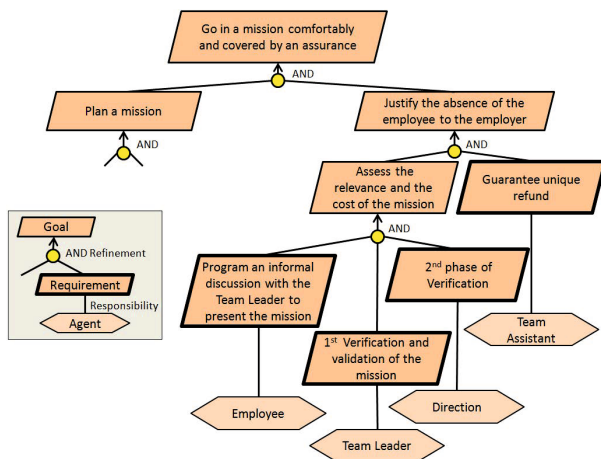 Go in a mission comfortably
and covered by an assurance
AND
Plan a mission
Justify the absence of the
employee to the employer
AND
AND
Assess the
relevance and the
cost of the mission
Guarantee unique
refund
AND
Goal
AND Refinement
Requirement
Responsibility
Agent
Program an informal
discussion with the
Team Leader to
present the mission
2nd phase of
Verification
1st Verification and
validation of the
mission
Team
Assistant
Employee
Direction
Team Leader